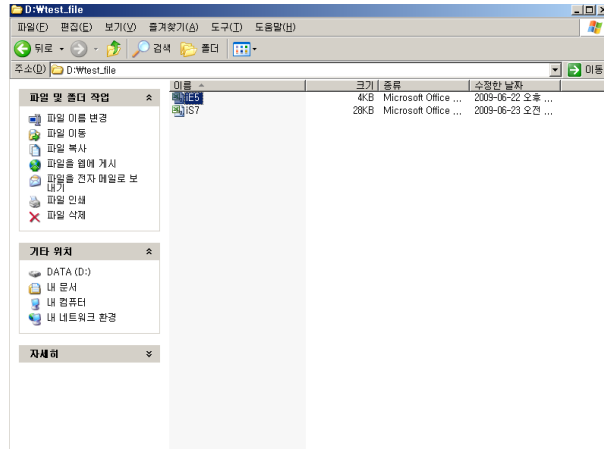 D:₩test_file
파일(F) 편집(E) 보기(V) 즐겨찾기(A) 도구(T) 도움말(H)
뒤로 검색 폴더
주소(D) D:₩test_file 이동
이름 크기 종류 수정한 날짜
iE5 4KB Microsoft Office ... 2009-06-22 오후 ...
iS7 28KB Microsoft Office ... 2009-06-23 오전 ...
파일 및 폴더 작업
파일 이름 변경
파일 이동
파일 복사
파일을 웹에 게시
파일을 전자 메일로 보
내기
파일 인쇄
파일 삭제
기타 위치
DATA (D:)
내 문서
내 컴퓨터
내 네트워크 환경
자세히